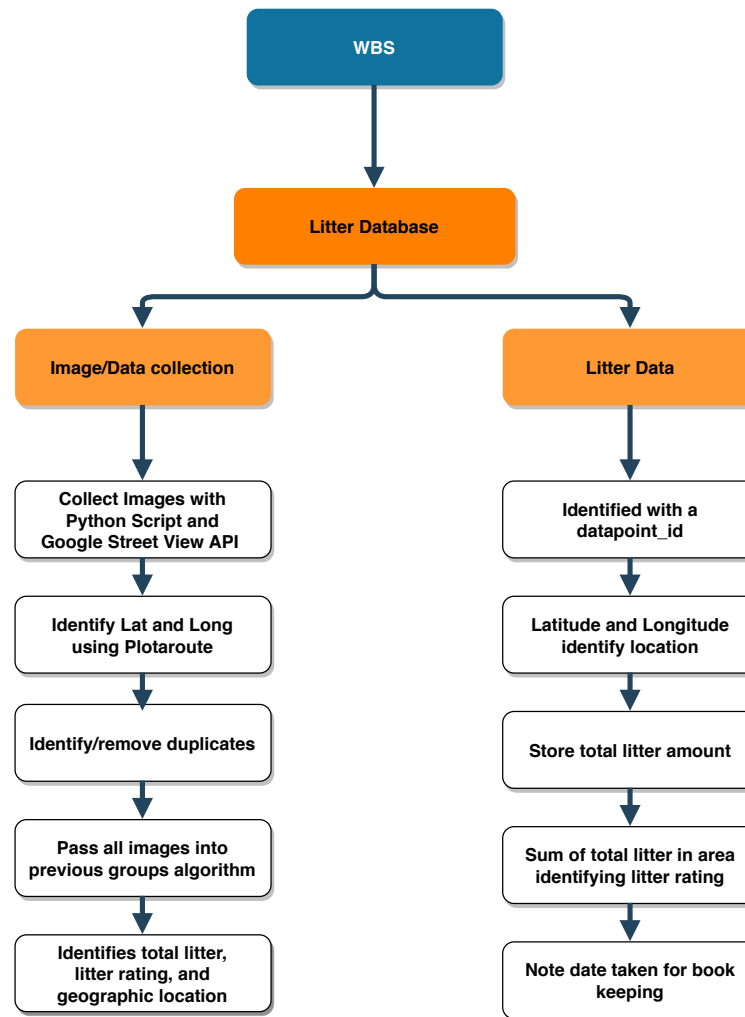 WBS
Litter Database
Image/Data collection
Collect Images with
Python Script and
Google Street View API
Identify Lat and Long
using Plotaroute
Identify/remove duplicates
Pass all images into
previous groups algorithm
Identifies total litter,
litter rating, and
geographic location
Litter Data
Identified with a
datapoint_id
Latitude and Longitude
identify location
Store total litter amount
Sum of total litter in area
identifying litter rating
Note date taken for book
keeping